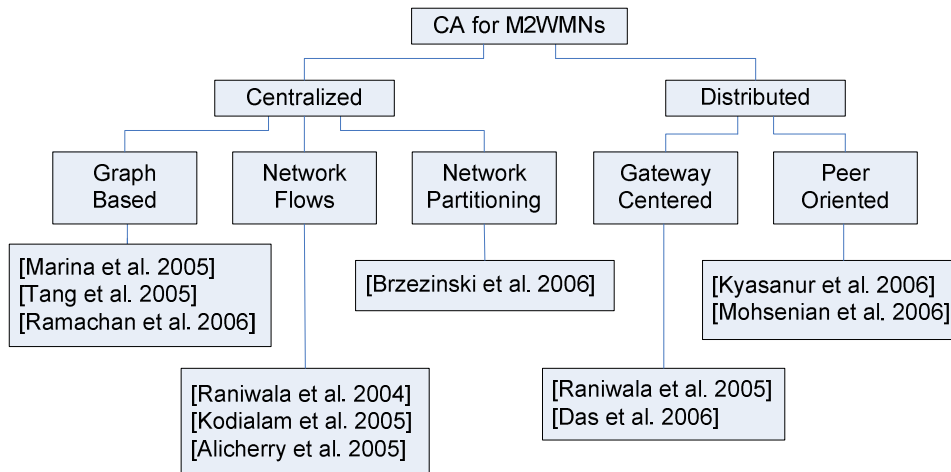 CA for M2WMNs
Centralized
Distributed
Graph
Based
Network
Flows
Network
Partitioning
Gateway
Centered
Peer
Oriented
[Marina et al. 2005]
[Tang et al. 2005]
[Ramachan et al. 2006]
[Brzezinski et al. 2006]
[Kyasanur et al. 2006]
[Mohsenian et al. 2006]
[Raniwala et al. 2004]
[Kodialam et al. 2005]
[Alicherry et al. 2005]
[Raniwala et al. 2005]
[Das et al. 2006]